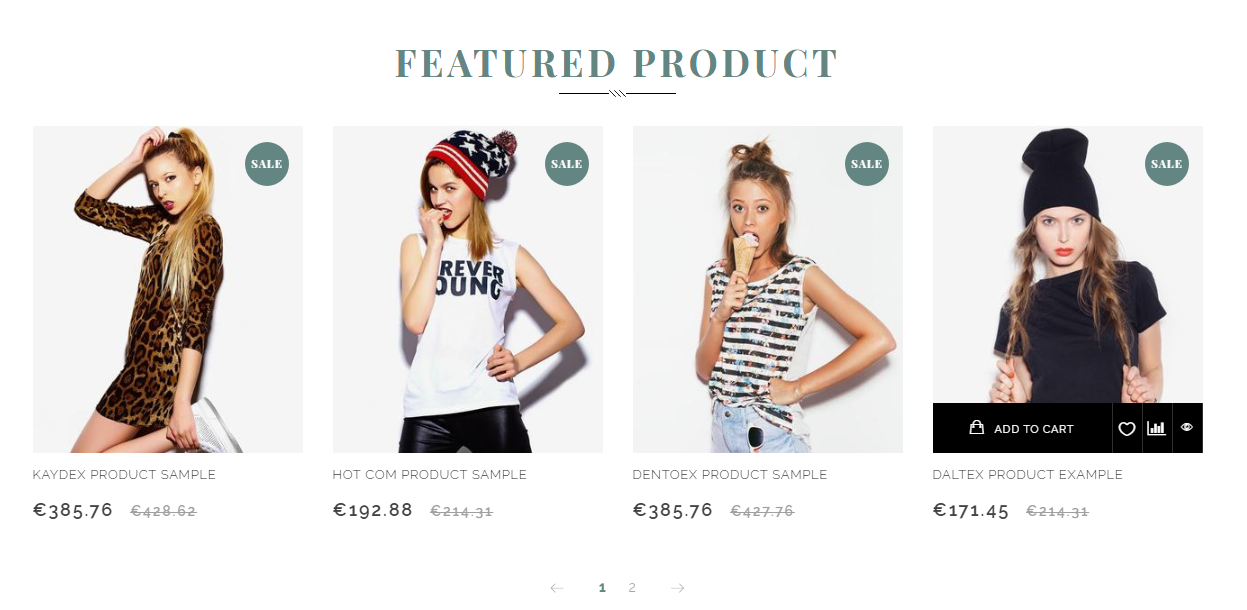 FEATURED PRODUCT
SALE
SALE
SALE
SALE
REVER
OUNG
ADD TO CART
KAYDEX PRODUCT SAMPLE
HOT COM PRODUCT SAMPLE
DENTOEX PRODUCT SAMPLE
DALTEX PRODUCT EXAMPLE
€385.76 €428.62
€192.88 €214.31
€385.76 €427.76
€171.45 €214.31
1 2